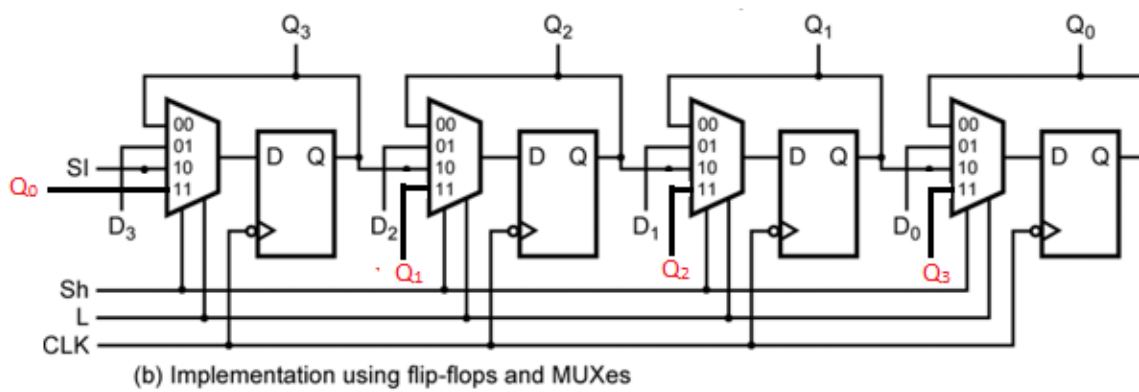 Q3 Q2 Q1 Q0
00 00 00 00
01 D Q 01 D Q 01 D Q 01 D Q
SI 10 10 10 10
Q0 11 11 11 11
D3 D2 D1 D0
Q1 Q2 Q3
Sh
L
CLK
(b) Implementation using flip-flops and MUXes